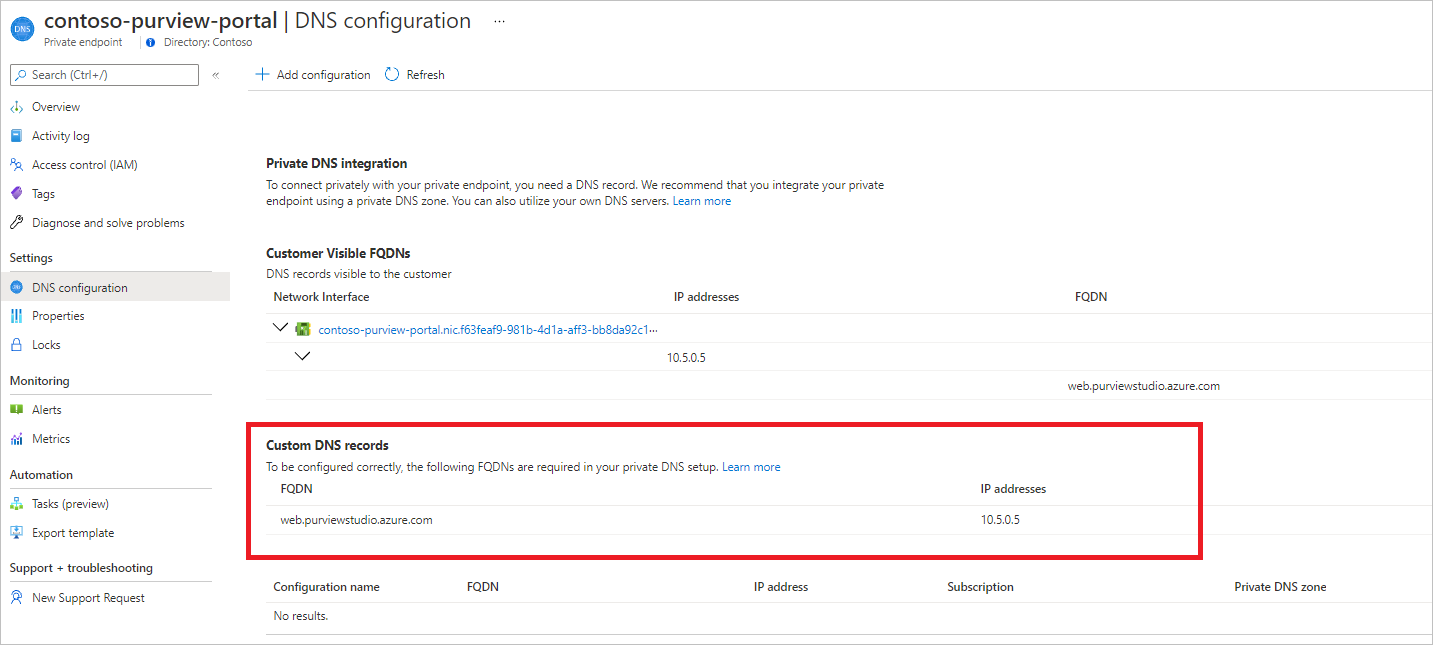 DNS
contoso-purview-portal | DNS configuration ...
Private endpoint Directory: Contoso
Search (Ctrl+/) «
Add configuration Refresh
Overview
Activity log
Access control (IAM)
Tags
Diagnose and solve problems
Settings
DNS configuration
Properties
Locks
Monitoring
Alerts
Metrics
Automation
Tasks (preview)
Export template
Support + troubleshooting
New Support Request
Private DNS integration
To connect privately with your private endpoint, you need a DNS record. We recommend that you integrate your private
endpoint using a private DNS zone. You can also utilize your own DNS servers. Learn more
Customer Visible FQDNs
DNS records visible to the customer
Network Interface IP addresses FQDN
contoso-purview-portal.nic.f63feaf9-981b-4d1a-aff3-bb8da92c1...
10.5.0.5
web.purviewstudio.azure.com
Custom DNS records
To be configured correctly, the following FQDNs are required in your private DNS setup. Learn more
FQDN IP addresses
web.purviewstudio.azure.com 10.5.0.5
Configuration name FQDN IP address Subscription Private DNS zone
No results.